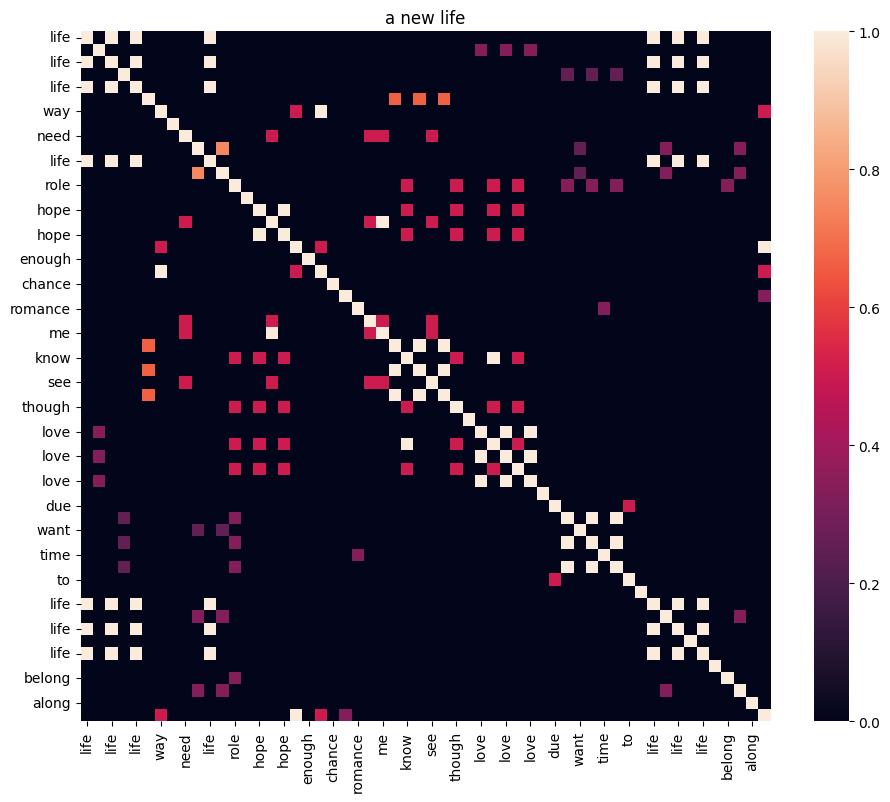 a new life
life
life
life
way
need
life
role
hope
hope
enough
chance
romance
me
know
see
though
love
love
love
due
want
time
to
life
life
life
belong
along
life
life
life
way
need
life
role
hope
hope
enough
chance
romance
me
know
see
though
love
love
love
due
want
time
to
life
life
life
belong
along
1.0
0.8
0.6
0.4
0.2
0.0